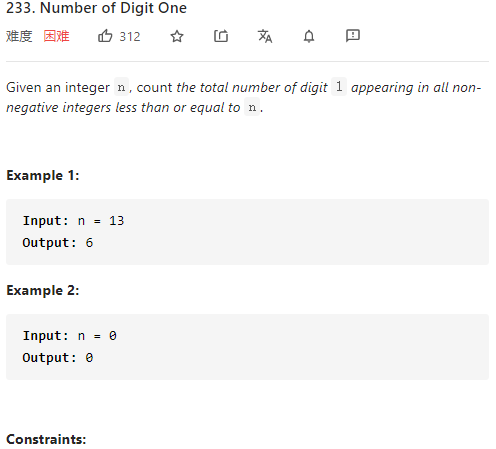 233. Number of Digit One
难度 困难 312
Given an integer n, count the total number of digit 1 appearing in all non-
negative integers less than or equal to n.
Example 1:
Input: n = 13
Output: 6
Example 2:
Input: n = 0
Output: 0
Constraints: